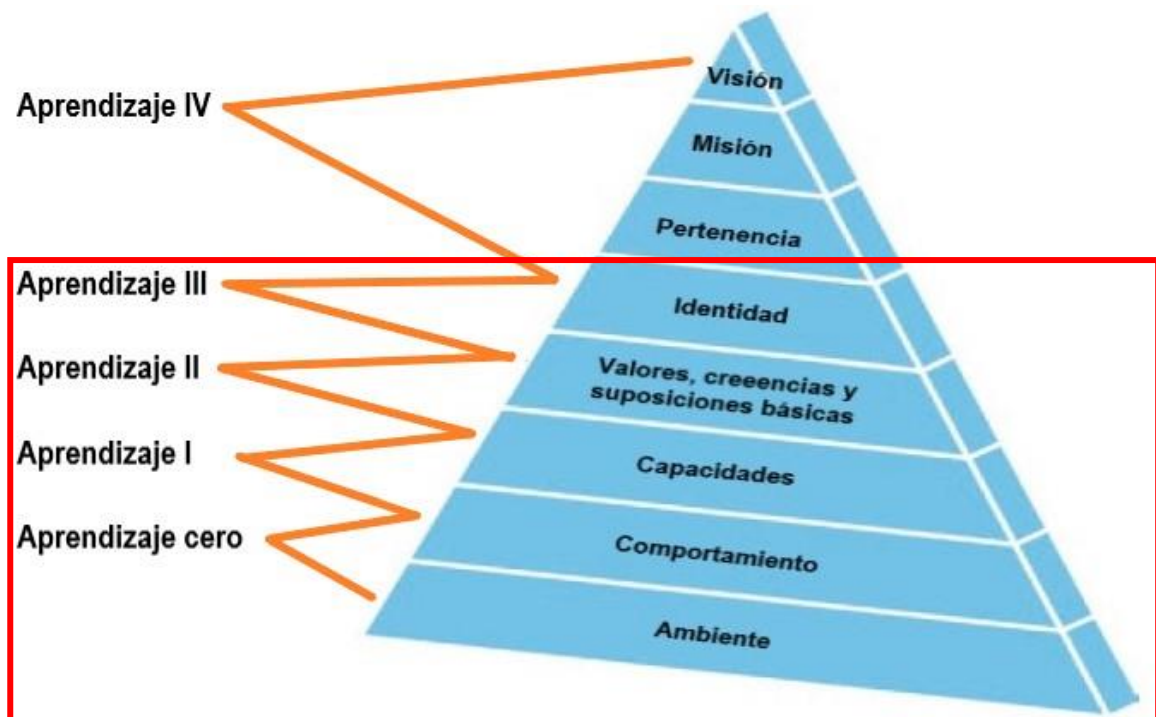 Aprendizaje IV
Aprendizaje III
Aprendizaje II
Aprendizaje I
Aprendizaje cero
Visión
Misión
Pertenencia
Identidad
Valores, creeencias y
suposiciones básicas
Capacidades
Comportamiento
Ambiente